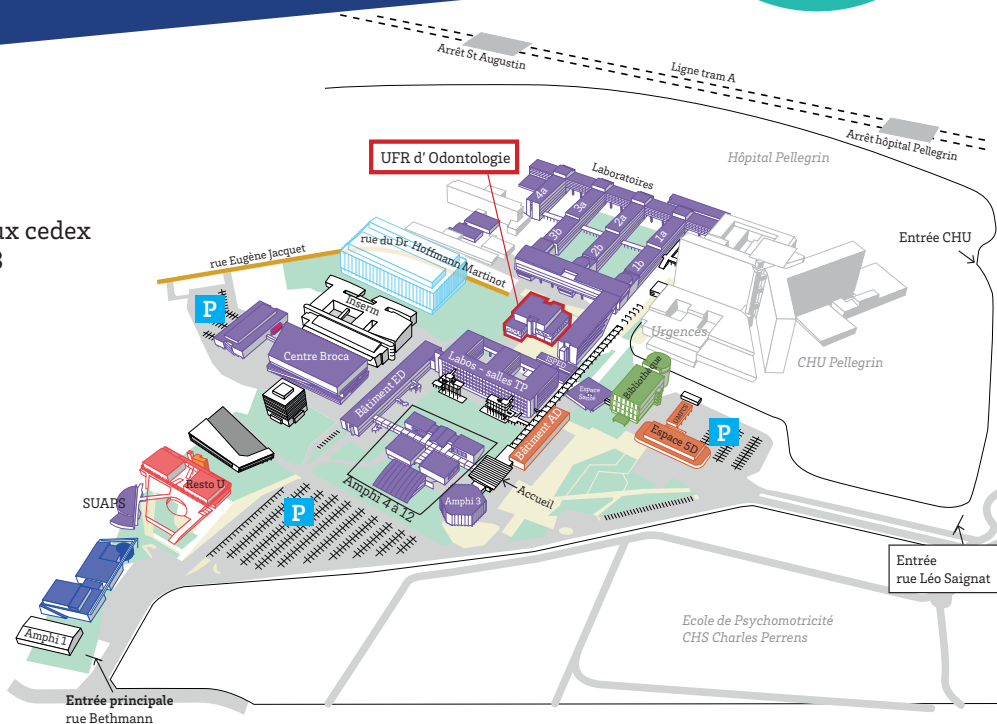 Arrêt St Augustin
Ligne tram A
Arrêt hôpital Pellegrin
UFR d' Odontologie
Hôpital Pellegrin
Laboratoires
4a
3a
2a
1a
3b
2b
1b
ux cedex
3
Entrée CHU
rue Eugène Jacquet
rue du Dr Hoffmann Martinot
P
Inserm
Urgences
CHU Pellegrin
Centre Broca
Labos - salles TP
ISPED
Bâtiment ED
Espace
Santé
Bibliothèque
Bâtiment AD
Espace 5D
P
Resto U
SUAPS
Amphi 4 à 12
Amphi 3
Accueil
P
Entrée
rue Léo Saignat
Amphi 1
Ecole de Psychomotricité
CHS Charles Perrens
Entrée principale
rue Bethmann